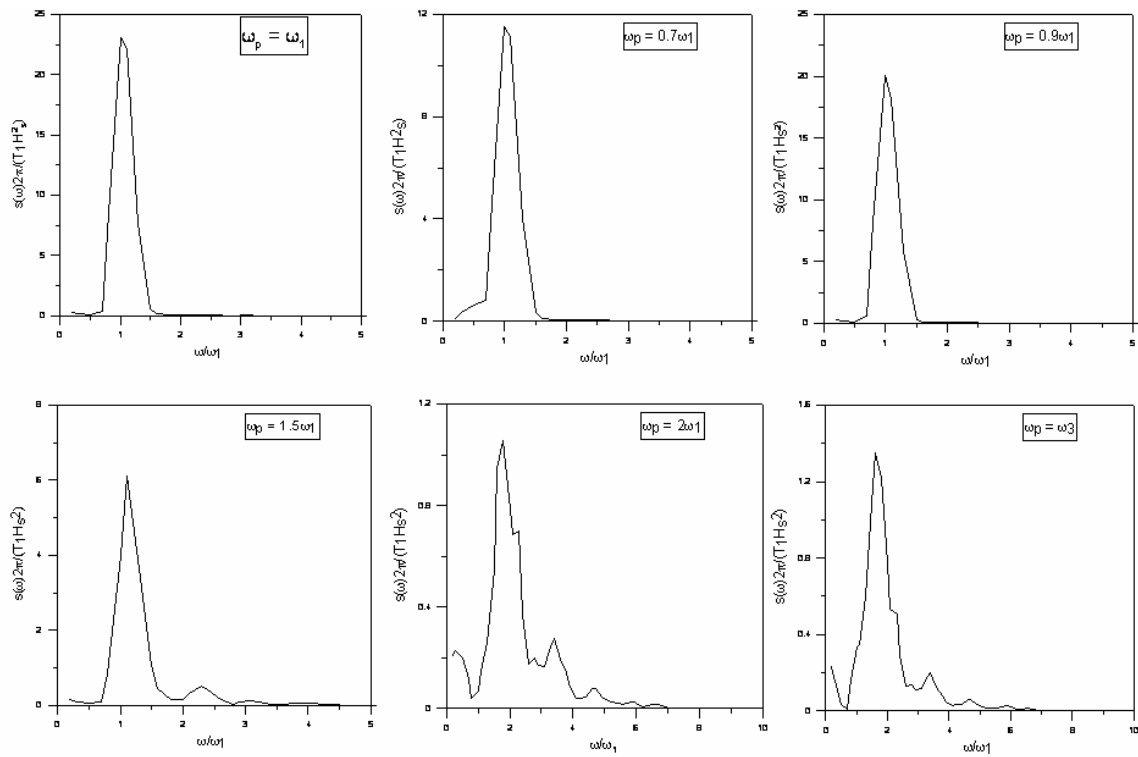 25
20
15
10
5
0
0 1 2 3 4 5
s(ω)2π/(T₁H²s)
ω/ω1
ωp = ω1
12
8
4
0
0 1 2 3 4 5
s(ω)2π/(T1H²s)
ω/ω1
ωp = 0.7ω1
25
20
15
10
5
0
0 1 2 3 4 5
s(ω)2π/(T1Hs²)
ω/ω1
ωp = 0.9ω1
8
6
4
2
0
0 1 2 3 4 5
s(ω)2π/(T1Hs²)
ω/ω1
ωp = 1.5ω1
1.2
0.8
0.4
0
0 2 4 6 8 10
s(ω)2π/(T1Hs²)
ω/ω₁
ωp = 2ω1
1.6
1.2
0.8
0.4
0
0 2 4 6 8 10
s(ω)2π/(T1Hs²)
ω/ω1
ωp = ω3